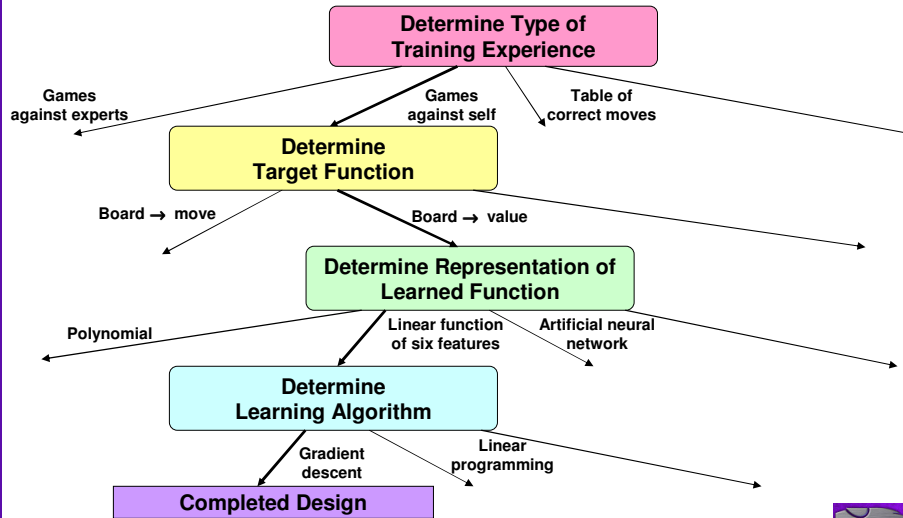 Determine Type of
Training Experience
Games
against experts
Games
against self
Table of
correct moves
Determine
Target Function
Board → move
Board → value
Determine Representation of
Learned Function
Polynomial
Linear function
of six features
Artificial neural
network
Determine
Learning Algorithm
Gradient
descent
Linear
programming
Completed Design